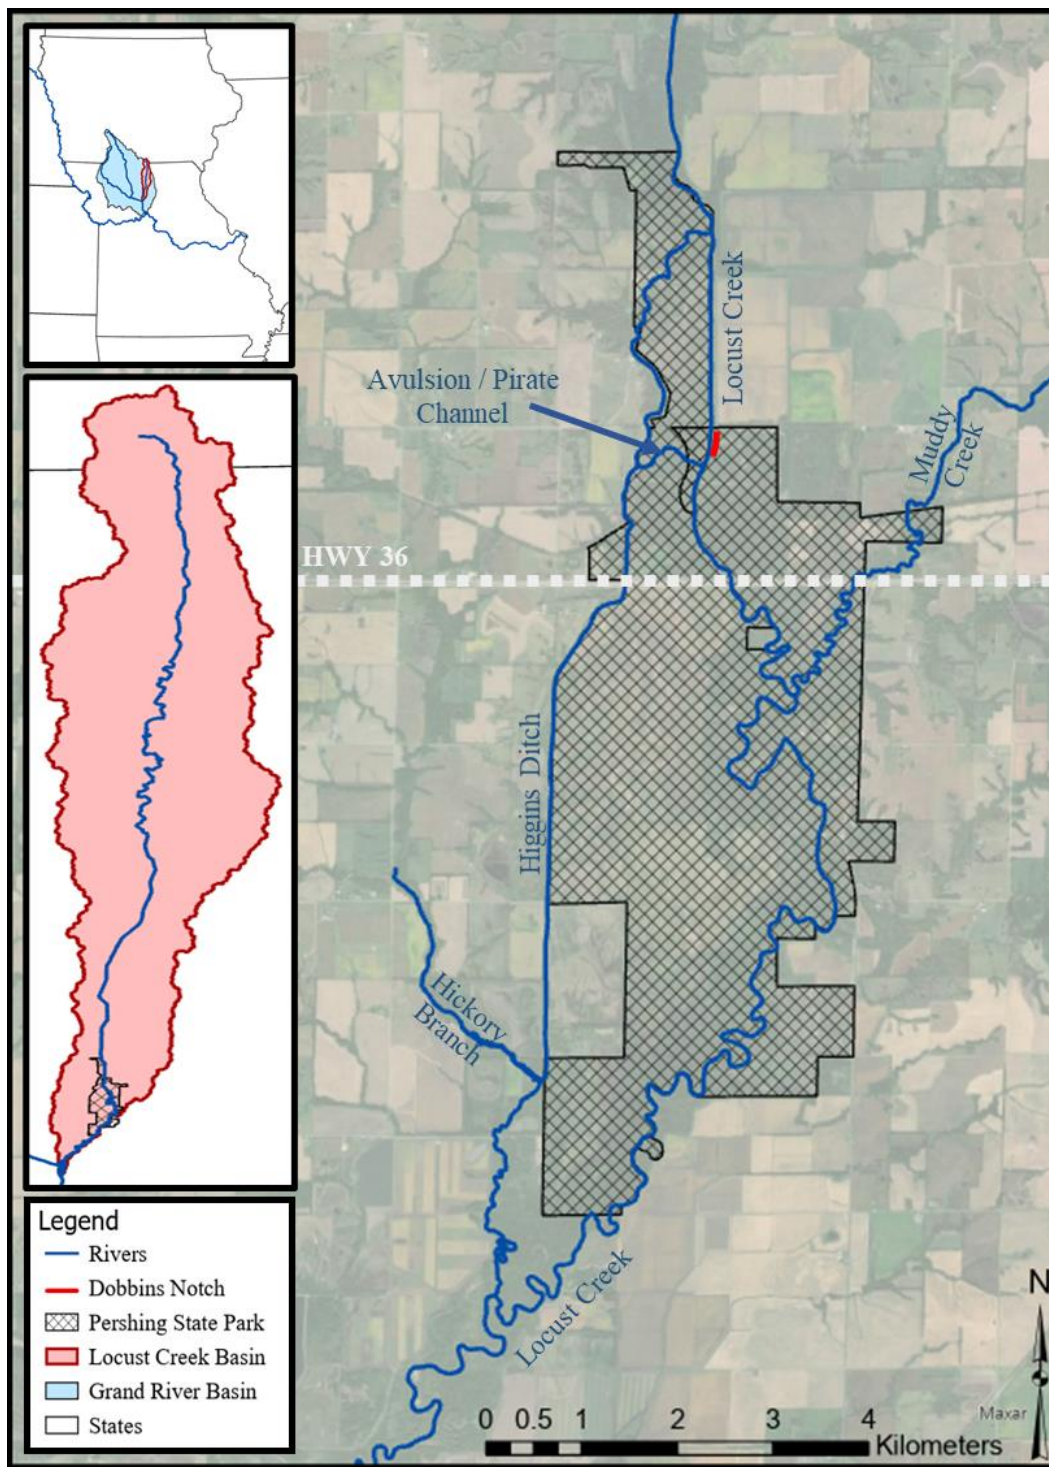 Locust Creek
Avulsion / Pirate
Channel
Muddy
Creek
HWY 36
Higgins Ditch
Hickory
Branch
Locust Creek
Legend
Rivers
Dobbins Notch
Pershing State Park
Locust Creek Basin
Grand River Basin
States
N
Maxar
0 0.5 1 2 3 4
Kilometers